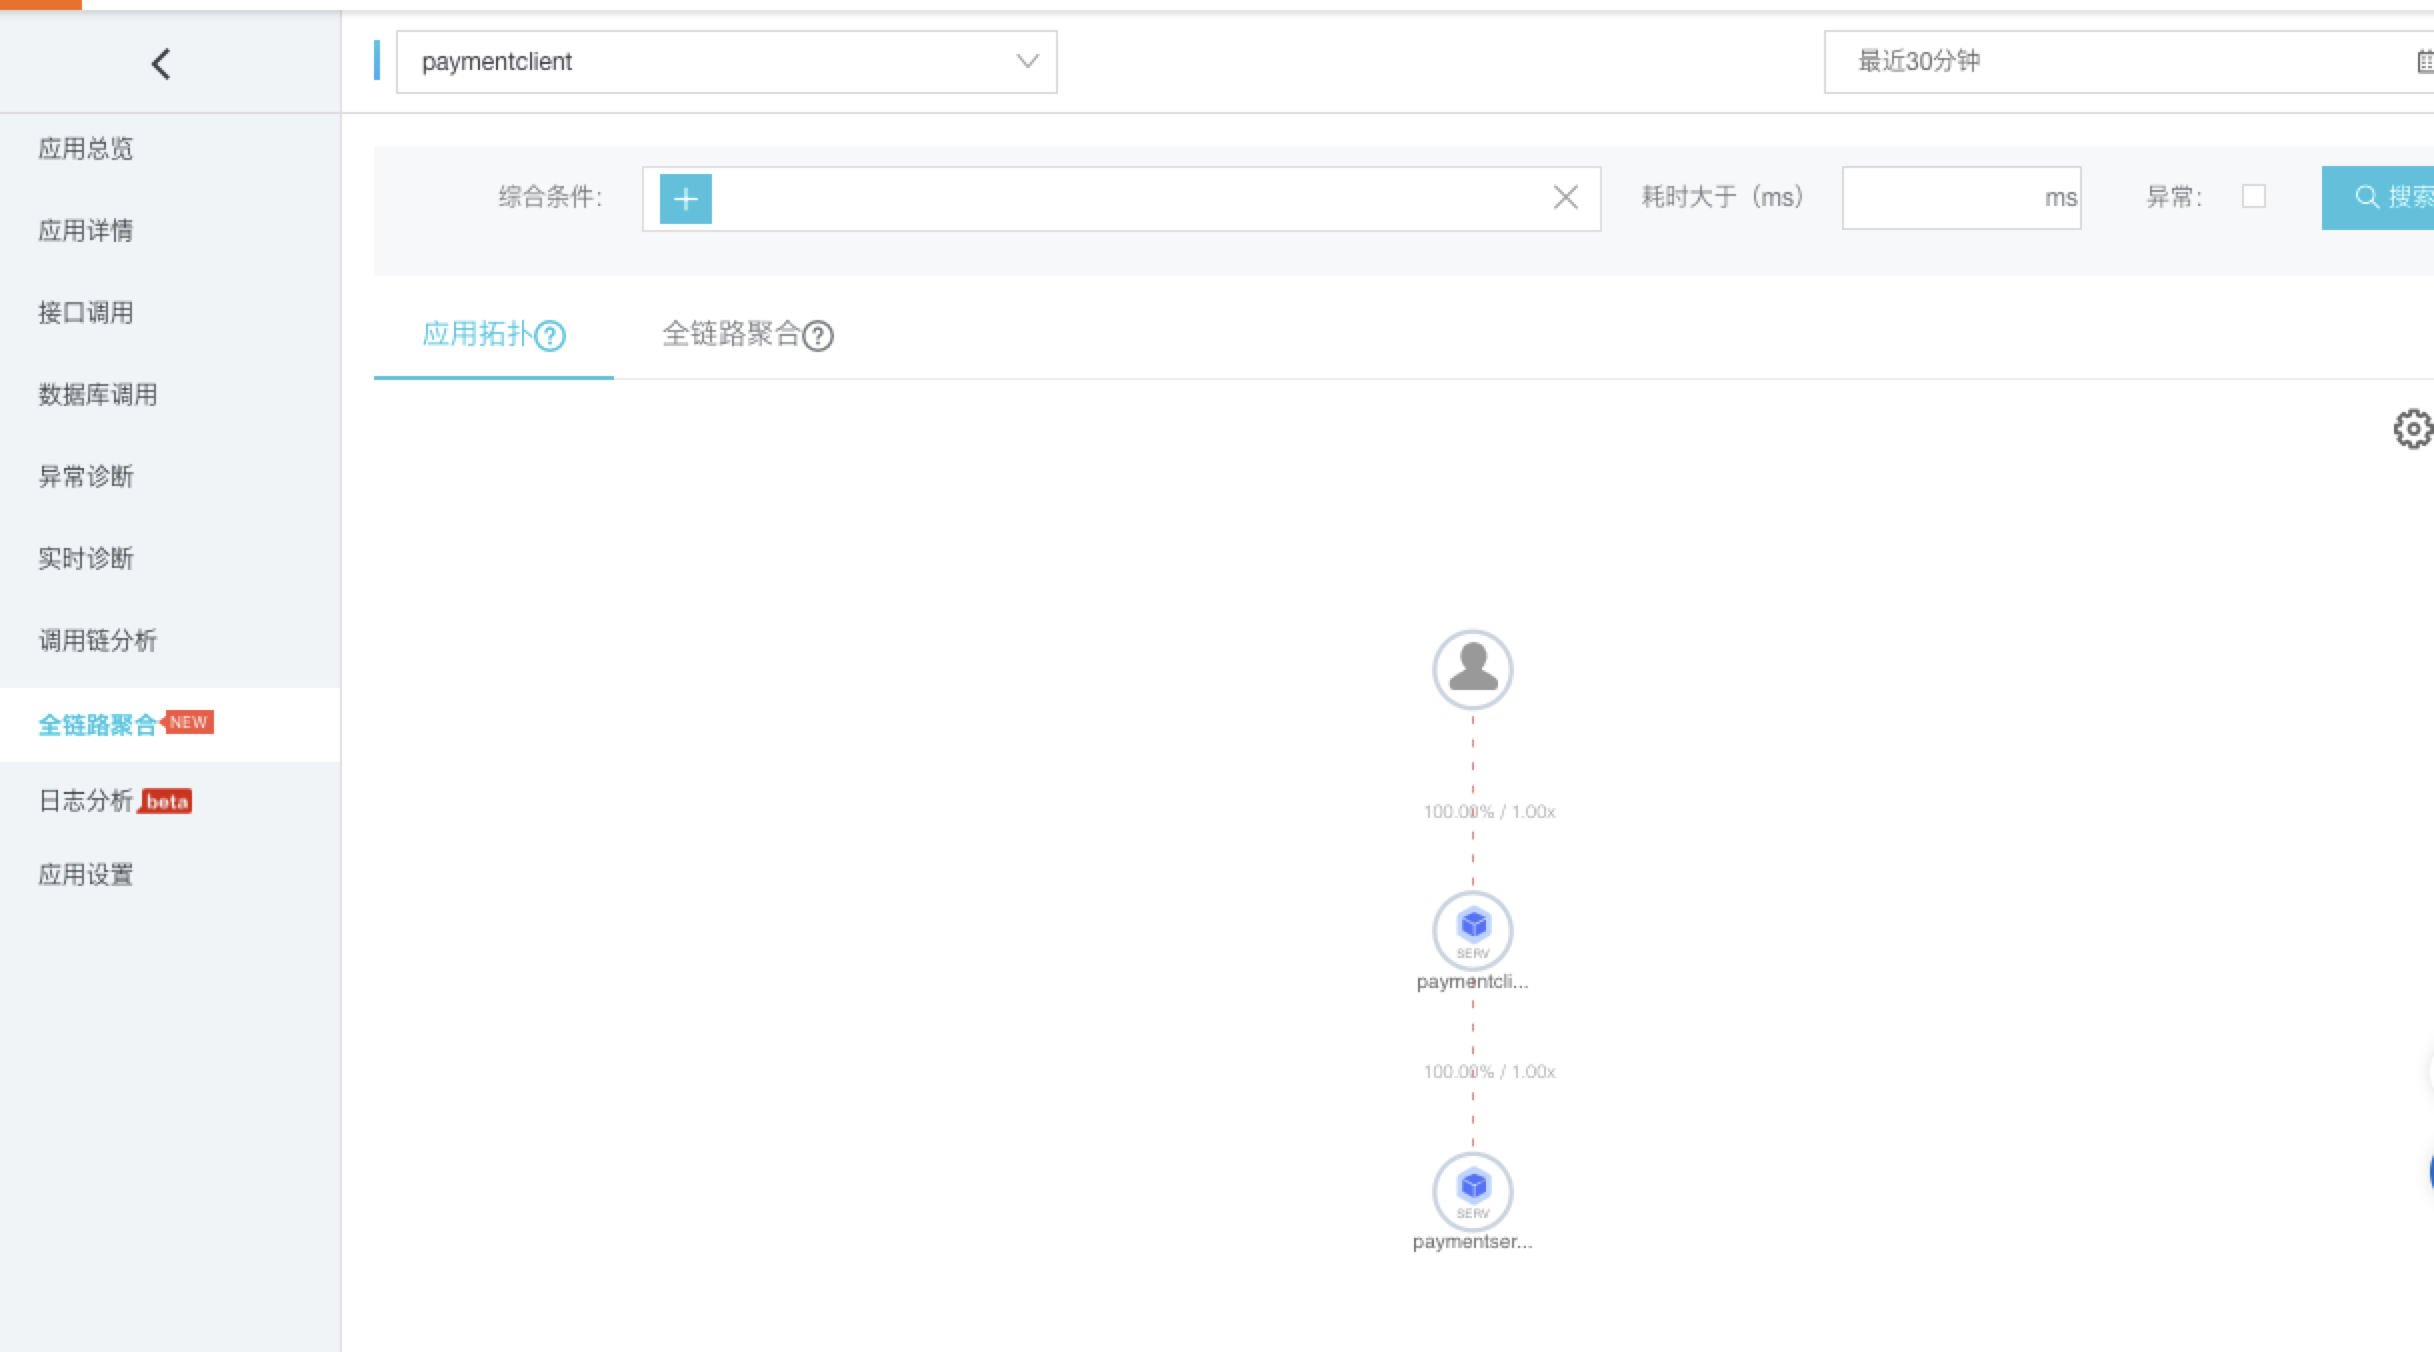 paymentclient
最近30分钟
应用总览
应用详情
接口调用
数据库调用
异常诊断
实时诊断
调用链分析
全链路聚合 NEW
日志分析 beta
应用设置
综合条件:
耗时大于（ms）
ms
异常:
搜索
应用拓扑?
全链路聚合?
100.00% / 1.00x
SERV
paymentcli...
100.00% / 1.00x
SERV
paymentser...